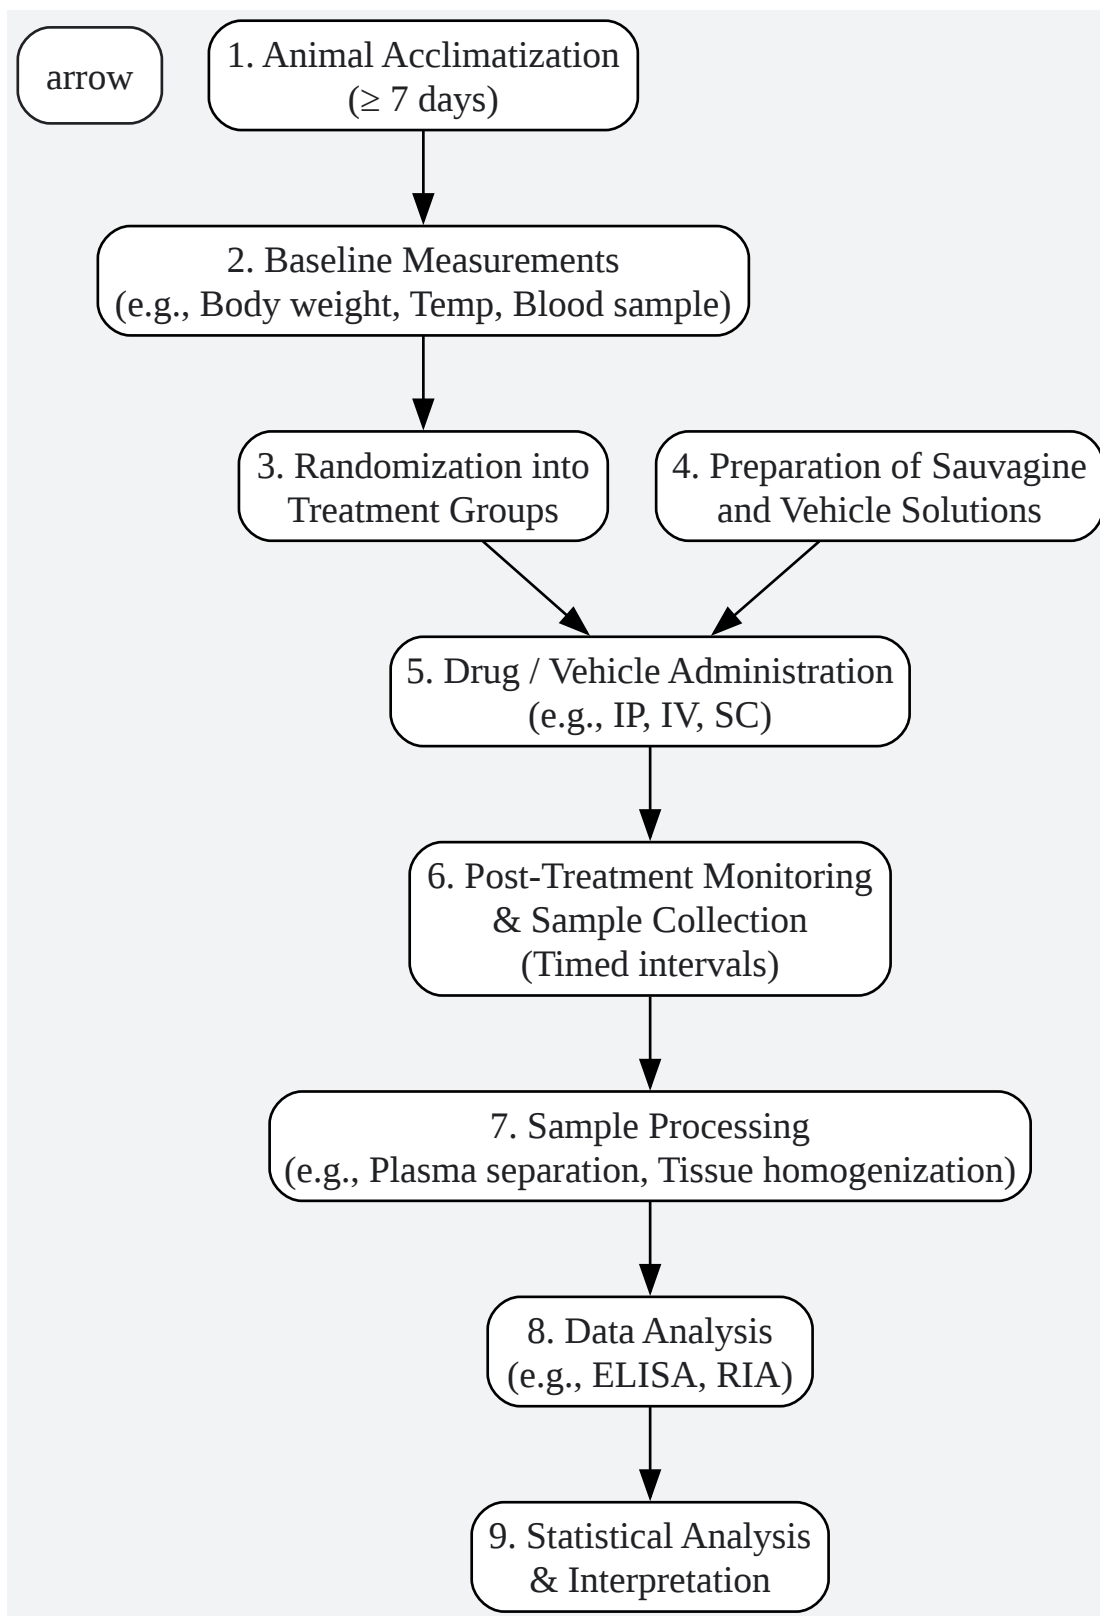 arrow
1. Animal Acclimatization
(≥ 7 days)
2. Baseline Measurements
(e.g., Body weight, Temp, Blood sample)
3. Randomization into
Treatment Groups
4. Preparation of Sauvagine
and Vehicle Solutions
5. Drug / Vehicle Administration
(e.g., IP, IV, SC)
6. Post-Treatment Monitoring
& Sample Collection
(Timed intervals)
7. Sample Processing
(e.g., Plasma separation, Tissue homogenization)
8. Data Analysis
(e.g., ELISA, RIA)
9. Statistical Analysis
& Interpretation